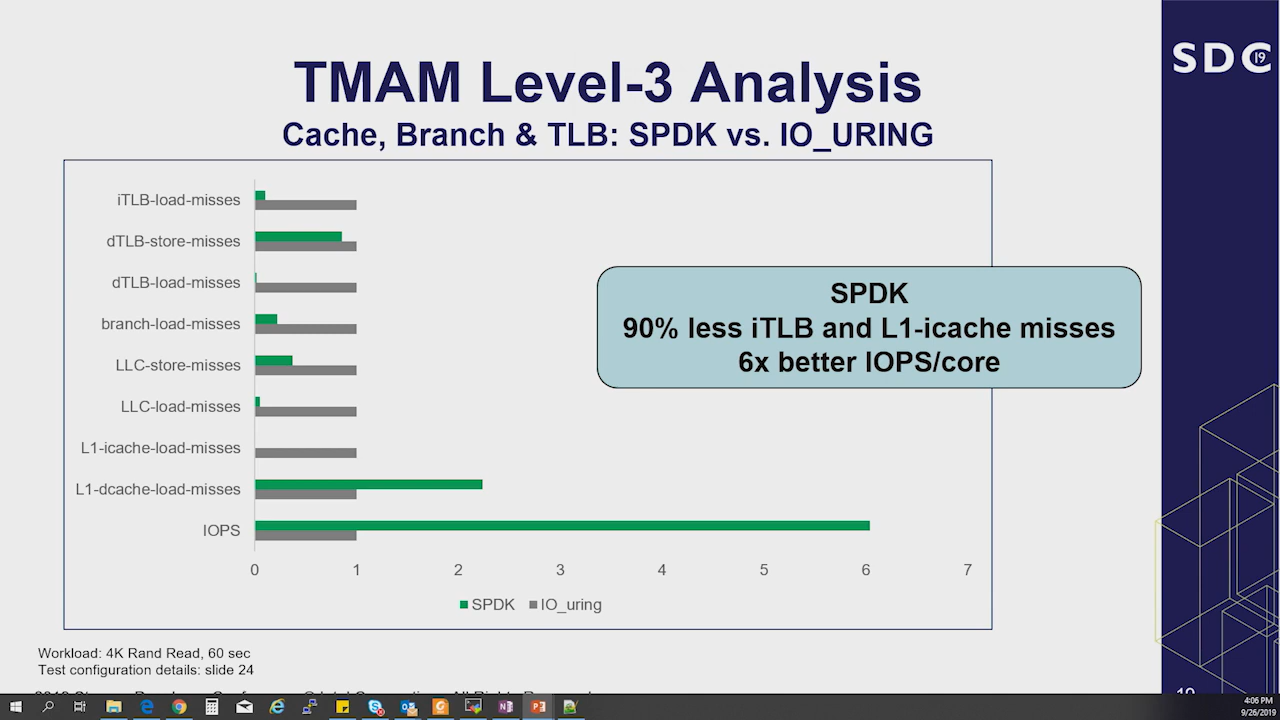 SDC 19
TMAM Level-3 Analysis
Cache, Branch & TLB: SPDK vs. IO_URING
iTLB-load-misses
dTLB-store-misses
dTLB-load-misses
branch-load-misses
LLC-store-misses
LLC-load-misses
L1-icache-load-misses
L1-dcache-load-misses
IOPS
0 1 2 3 4 5 6 7
SPDK IO_uring
SPDK
90% less iTLB and L1-icache misses
6x better IOPS/core
Workload: 4K Rand Read, 60 sec
Test configuration details: slide 24
4:06 PM
9/26/2019